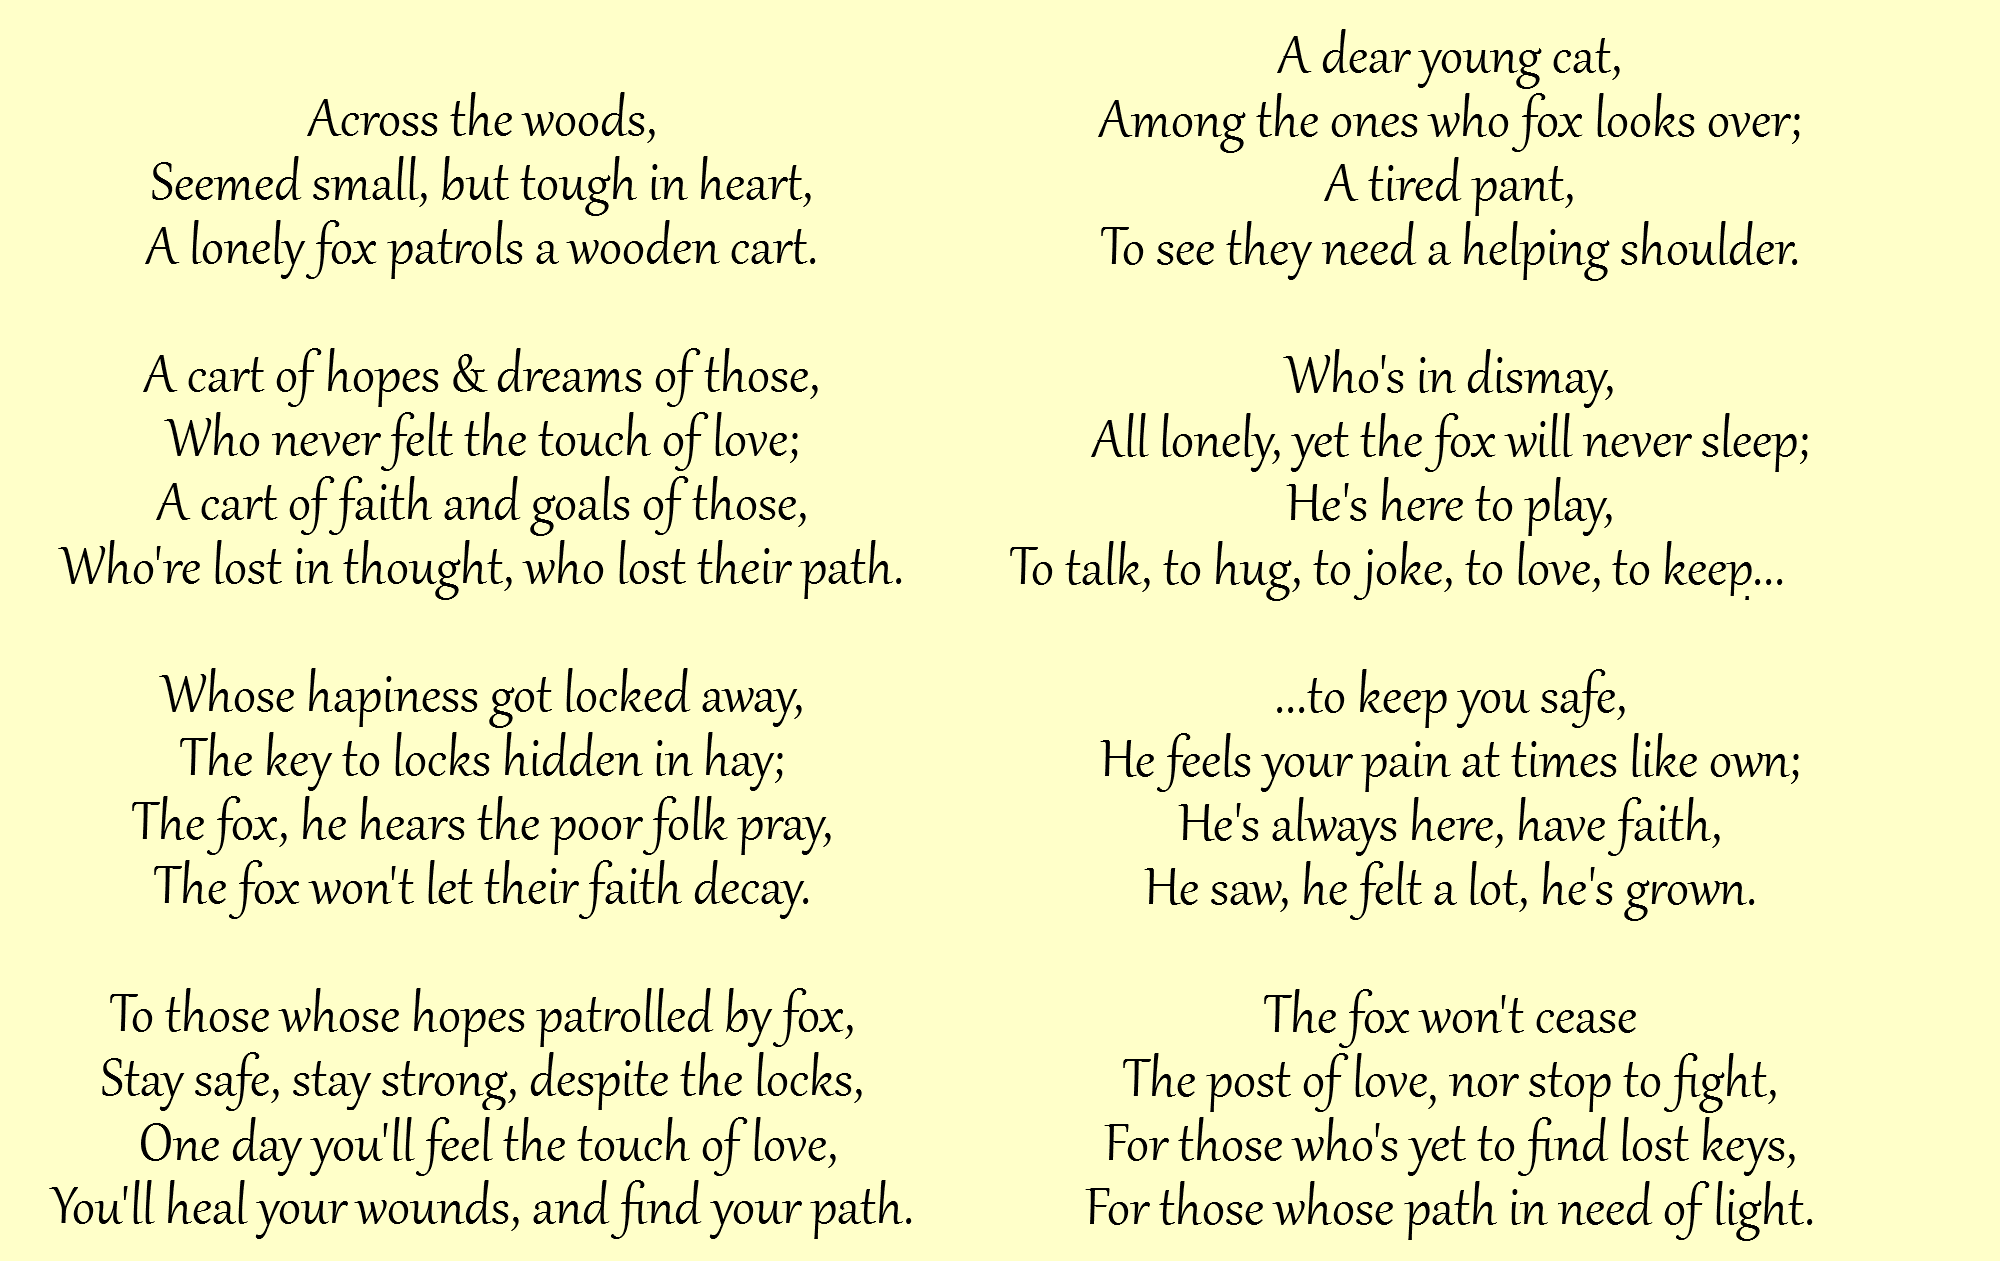 Across the woods,
Seemed small, but tough in heart,
A lonely fox patrols a wooden cart.

A cart of hopes & dreams of those,
Who never felt the touch of love;
A cart of faith and goals of those,
Who're lost in thought, who lost their path.

Whose hapiness got locked away,
The key to locks hidden in hay;
The fox, he hears the poor folk pray,
The fox won't let their faith decay.

To those whose hopes patrolled by fox,
Stay safe, stay strong, despite the locks,
One day you'll feel the touch of love,
You'll heal your wounds, and find your path.

A dear young cat,
Among the ones who fox looks over;
A tired pant,
To see they need a helping shoulder.

Who's in dismay,
All lonely, yet the fox will never sleep;
He's here to play,
To talk, to hug, to joke, to love, to keep...

...to keep you safe,
He feels your pain at times like own;
He's always here, have faith,
He saw, he felt a lot, he's grown.

The fox won't cease
The post of love, nor stop to fight,
For those who's yet to find lost keys,
For those whose path in need of light.